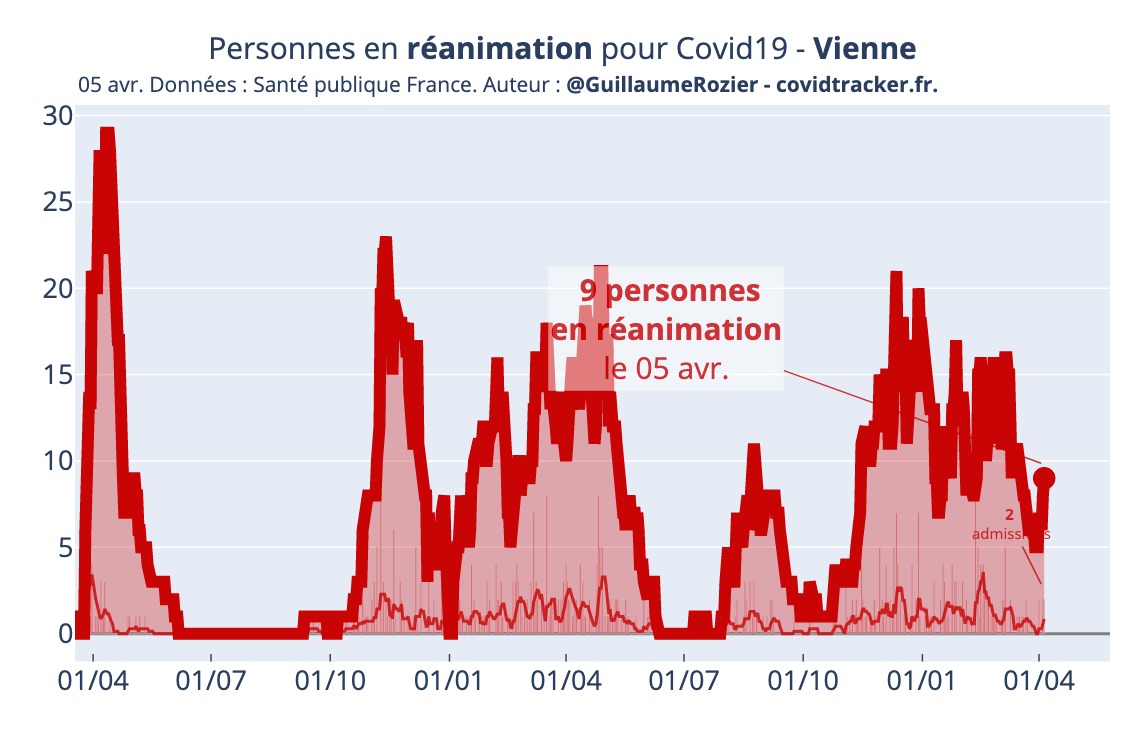 Personnes en réanimation pour Covid19 - Vienne
05 avr. Données : Santé publique France. Auteur : @GuillaumeRozier - covidtracker.fr.
30
25
20
15
10
5
0
9 personnes
en réanimation
le 05 avr.
2
admissions
01/04 01/07 01/10 01/01 01/04 01/07 01/10 01/01 01/04